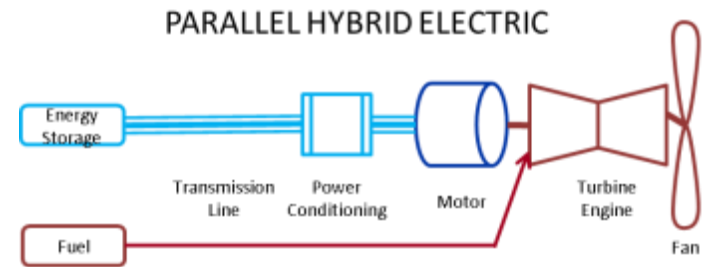 PARALLEL HYBRID ELECTRIC
Energy
Storage
Transmission
Line
Power
Conditioning
Motor
Turbine
Engine
Fuel
Fan